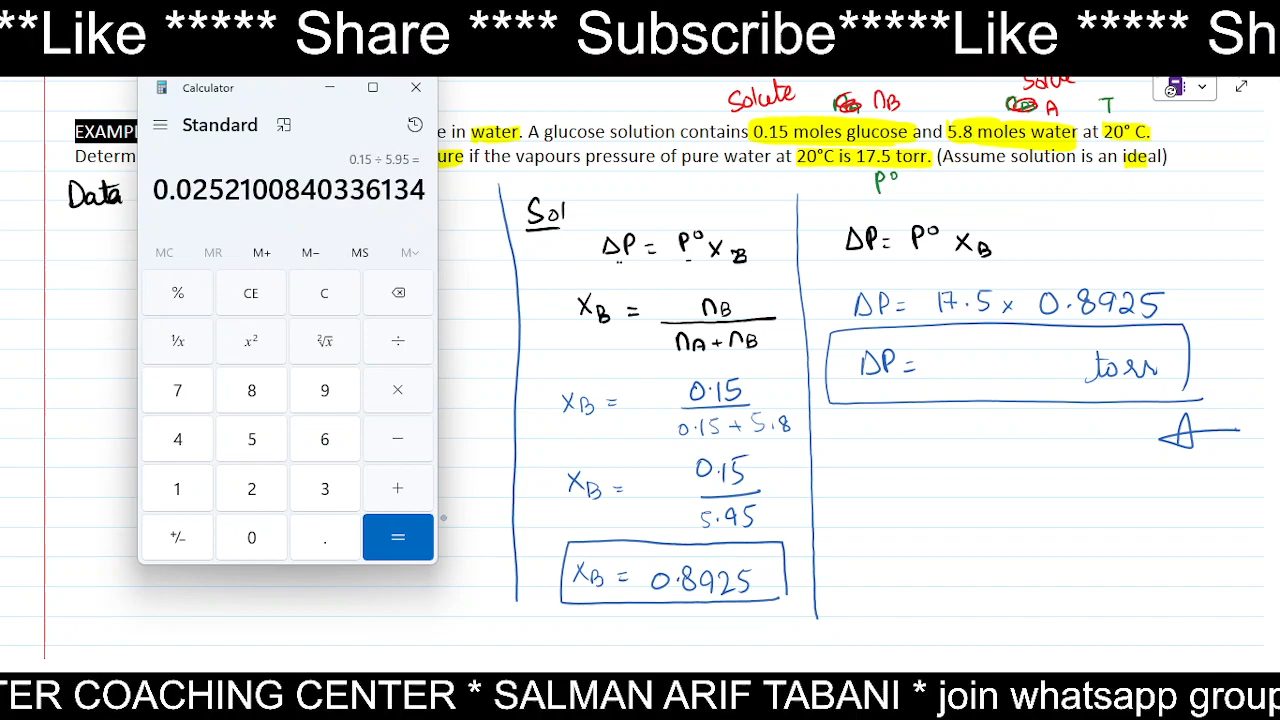 **Like ***** Share **** Subscribe*****Like ***** Sh
Solute
nB
A
T
EXAMP e in water. A glucose solution contains 0.15 moles glucose and 5.8 moles water at 20° C.
Determ ure if the vapours pressure of pure water at 20°C is 17.5 torr. (Assume solution is an ideal)
P°
Data
Calculator
Standard
0.15 ÷ 5.95 =
0.0252100840336134
MC MR M+ M− MS M˅
% CE C ⌫
¹/x x² ²√x ÷
7 8 9 ×
4 5 6 −
1 2 3 +
+/− 0 . =
Sol
ΔP = P° XB
XB = nB
nA + nB
XB = 0.15
0.15 + 5.8
XB = 0.15
5.95
XB = 0.8925
ΔP = P° XB
ΔP = 17.5 x 0.8925
ΔP = torr
A
TER COACHING CENTER * SALMAN ARIF TABANI * join whatsapp group